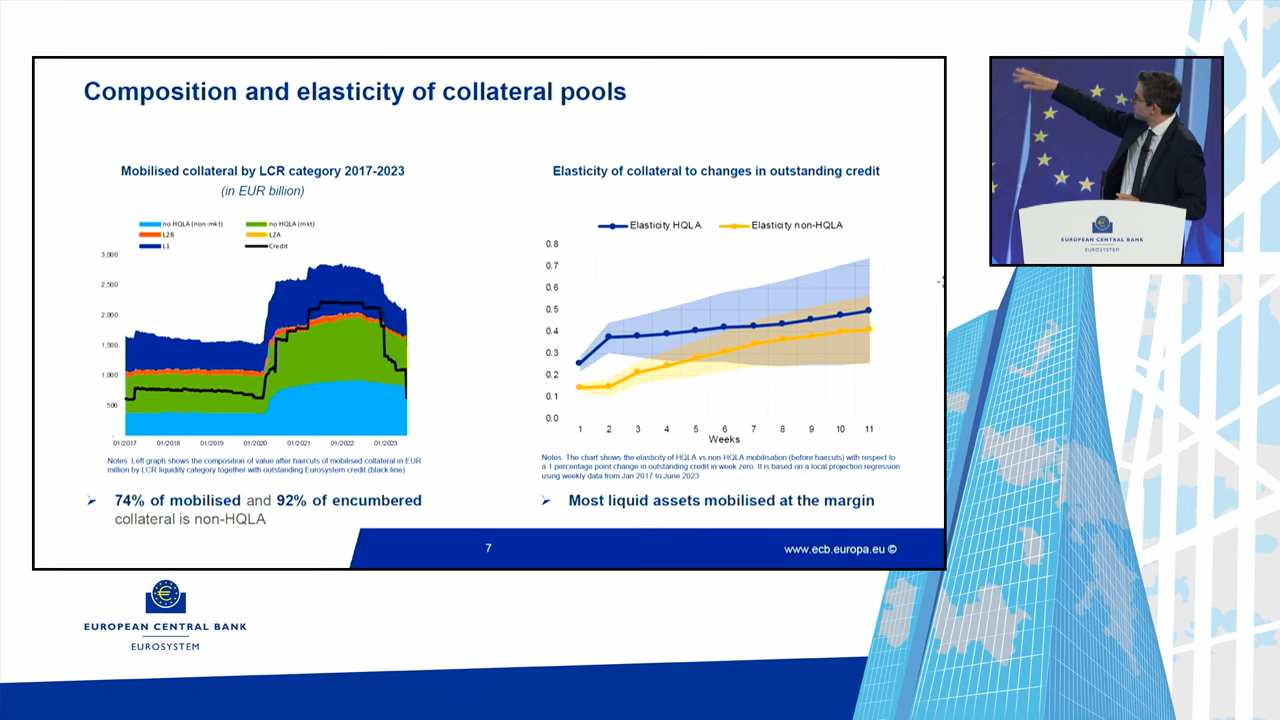 Composition and elasticity of collateral pools
Mobilised collateral by LCR category 2017-2023
(in EUR billion)
no HQLA (non-mkt)
no HQLA (mkt)
L2B
L2A
L1
Credit
3,000
2,500
2,000
1,500
1,000
500
-
01/2017
01/2018
01/2019
01/2020
01/2021
01/2022
01/2023
Notes: Left graph shows the composition of value after haircuts of mobilised collateral in EUR
million by LCR liquidity category together with outstanding Eurosystem credit (black line)
➢ 74% of mobilised and 92% of encumbered
collateral is non-HQLA
Elasticity of collateral to changes in outstanding credit
Elasticity HQLA
Elasticity non-HQLA
0.8
0.7
0.6
0.5
0.4
0.3
0.2
0.1
0.0
1 2 3 4 5 6 7 8 9 10 11
Weeks
Notes: The chart shows the elasticity of HQLA vs non-HQLA mobilisation (before haircuts) with respect to
a 1 percentage point change in outstanding credit in week zero. It is based on a local projection regression
using weekly data from Jan 2017 to June 2023.
➢ Most liquid assets mobilised at the margin
7
www.ecb.europa.eu ©
EUROPEAN CENTRAL BANK
EUROSYSTEM
EUROPEAN CENTRAL BANK
EUROSYSTEM